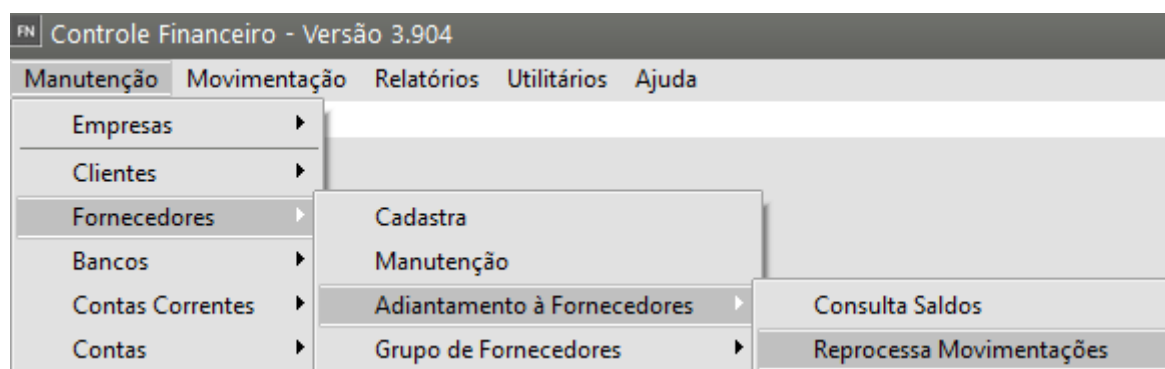 FN Controle Financeiro - Versão 3.904
Manutenção Movimentação Relatórios Utilitários Ajuda
Empresas
Clientes
Fornecedores Cadastra
Bancos Manutenção
Contas Correntes Adiantamento à Fornecedores Consulta Saldos
Contas Grupo de Fornecedores Reprocessa Movimentações